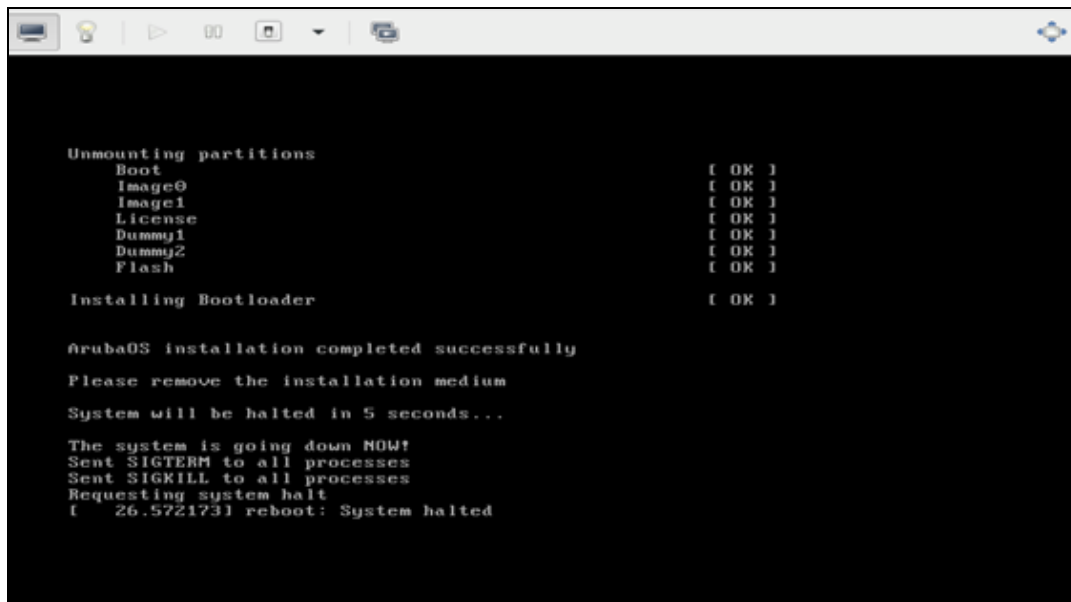 Unmounting partitions
Boot [ OK ]
Image0 [ OK ]
Image1 [ OK ]
License [ OK ]
Dummy1 [ OK ]
Dummy2 [ OK ]
Flash [ OK ]
Installing Bootloader [ OK ]
ArubaOS installation completed successfully
Please remove the installation medium
System will be halted in 5 seconds...
The system is going down NOW!
Sent SIGTERM to all processes
Sent SIGKILL to all processes
Requesting system halt
[ 26.572173] reboot: System halted